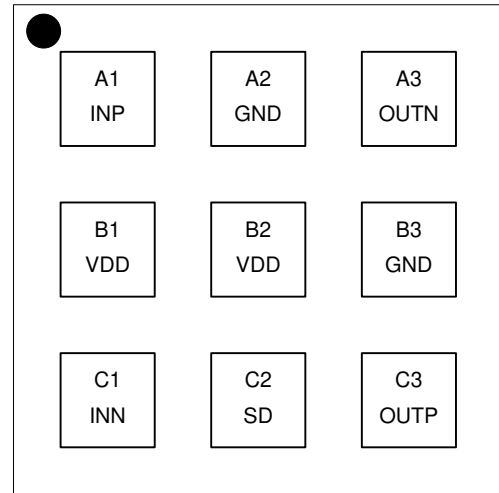 A1
INP
A2
GND
A3
OUTN
B1
VDD
B2
VDD
B3
GND
C1
INN
C2
SD
C3
OUTP